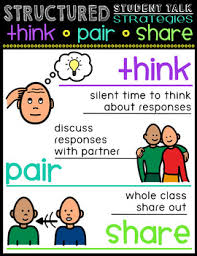 STRUCTURED STUDENT TALK STRATEGIES
think • pair • share
think
silent time to think
about responses
discuss
responses
with partner
pair
whole class
share out
share